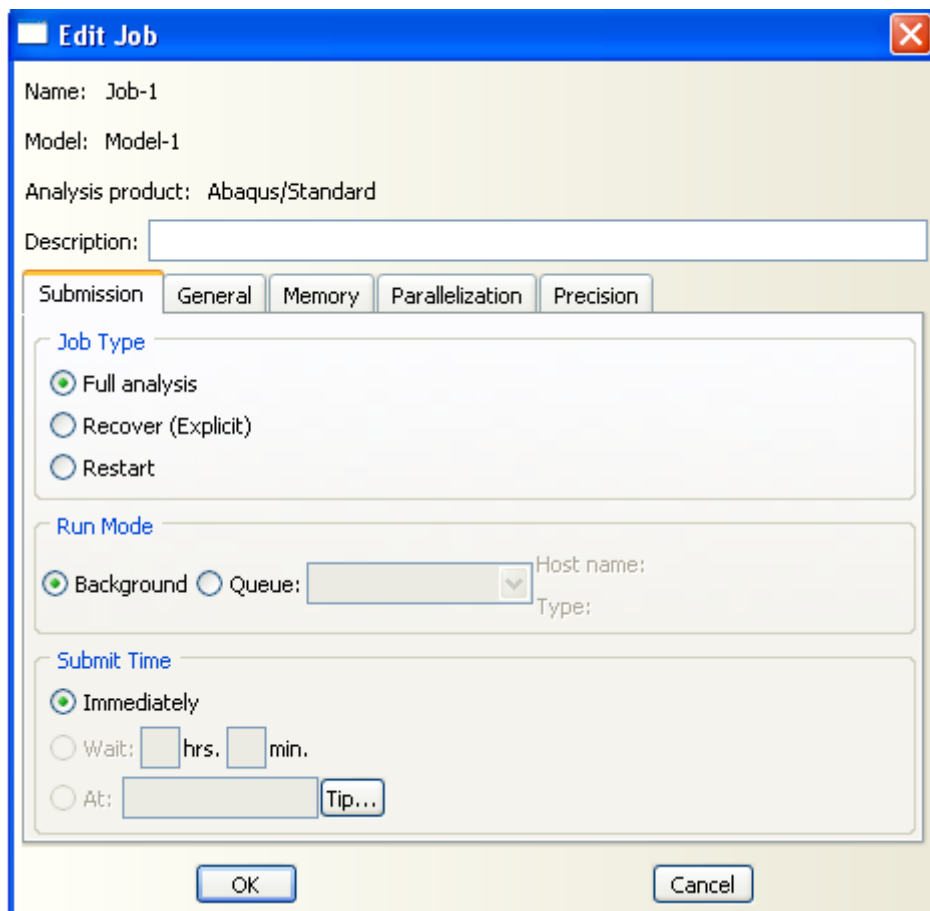 Edit Job
Name: Job-1
Model: Model-1
Analysis product: Abaqus/Standard
Description:
Submission General Memory Parallelization Precision
Job Type
Full analysis
Recover (Explicit)
Restart
Run Mode
Background Queue: Host name:
Type:
Submit Time
Immediately
Wait: hrs. min.
At: Tip...
OK Cancel